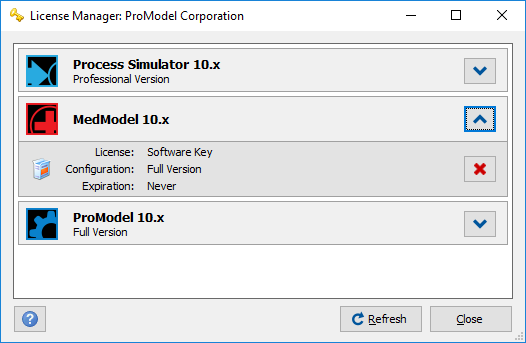 License Manager: ProModel Corporation
Process Simulator 10.x
Professional Version
MedModel 10.x
License: Software Key
Configuration: Full Version
Expiration: Never
ProModel 10.x
Full Version
?
Refresh Close